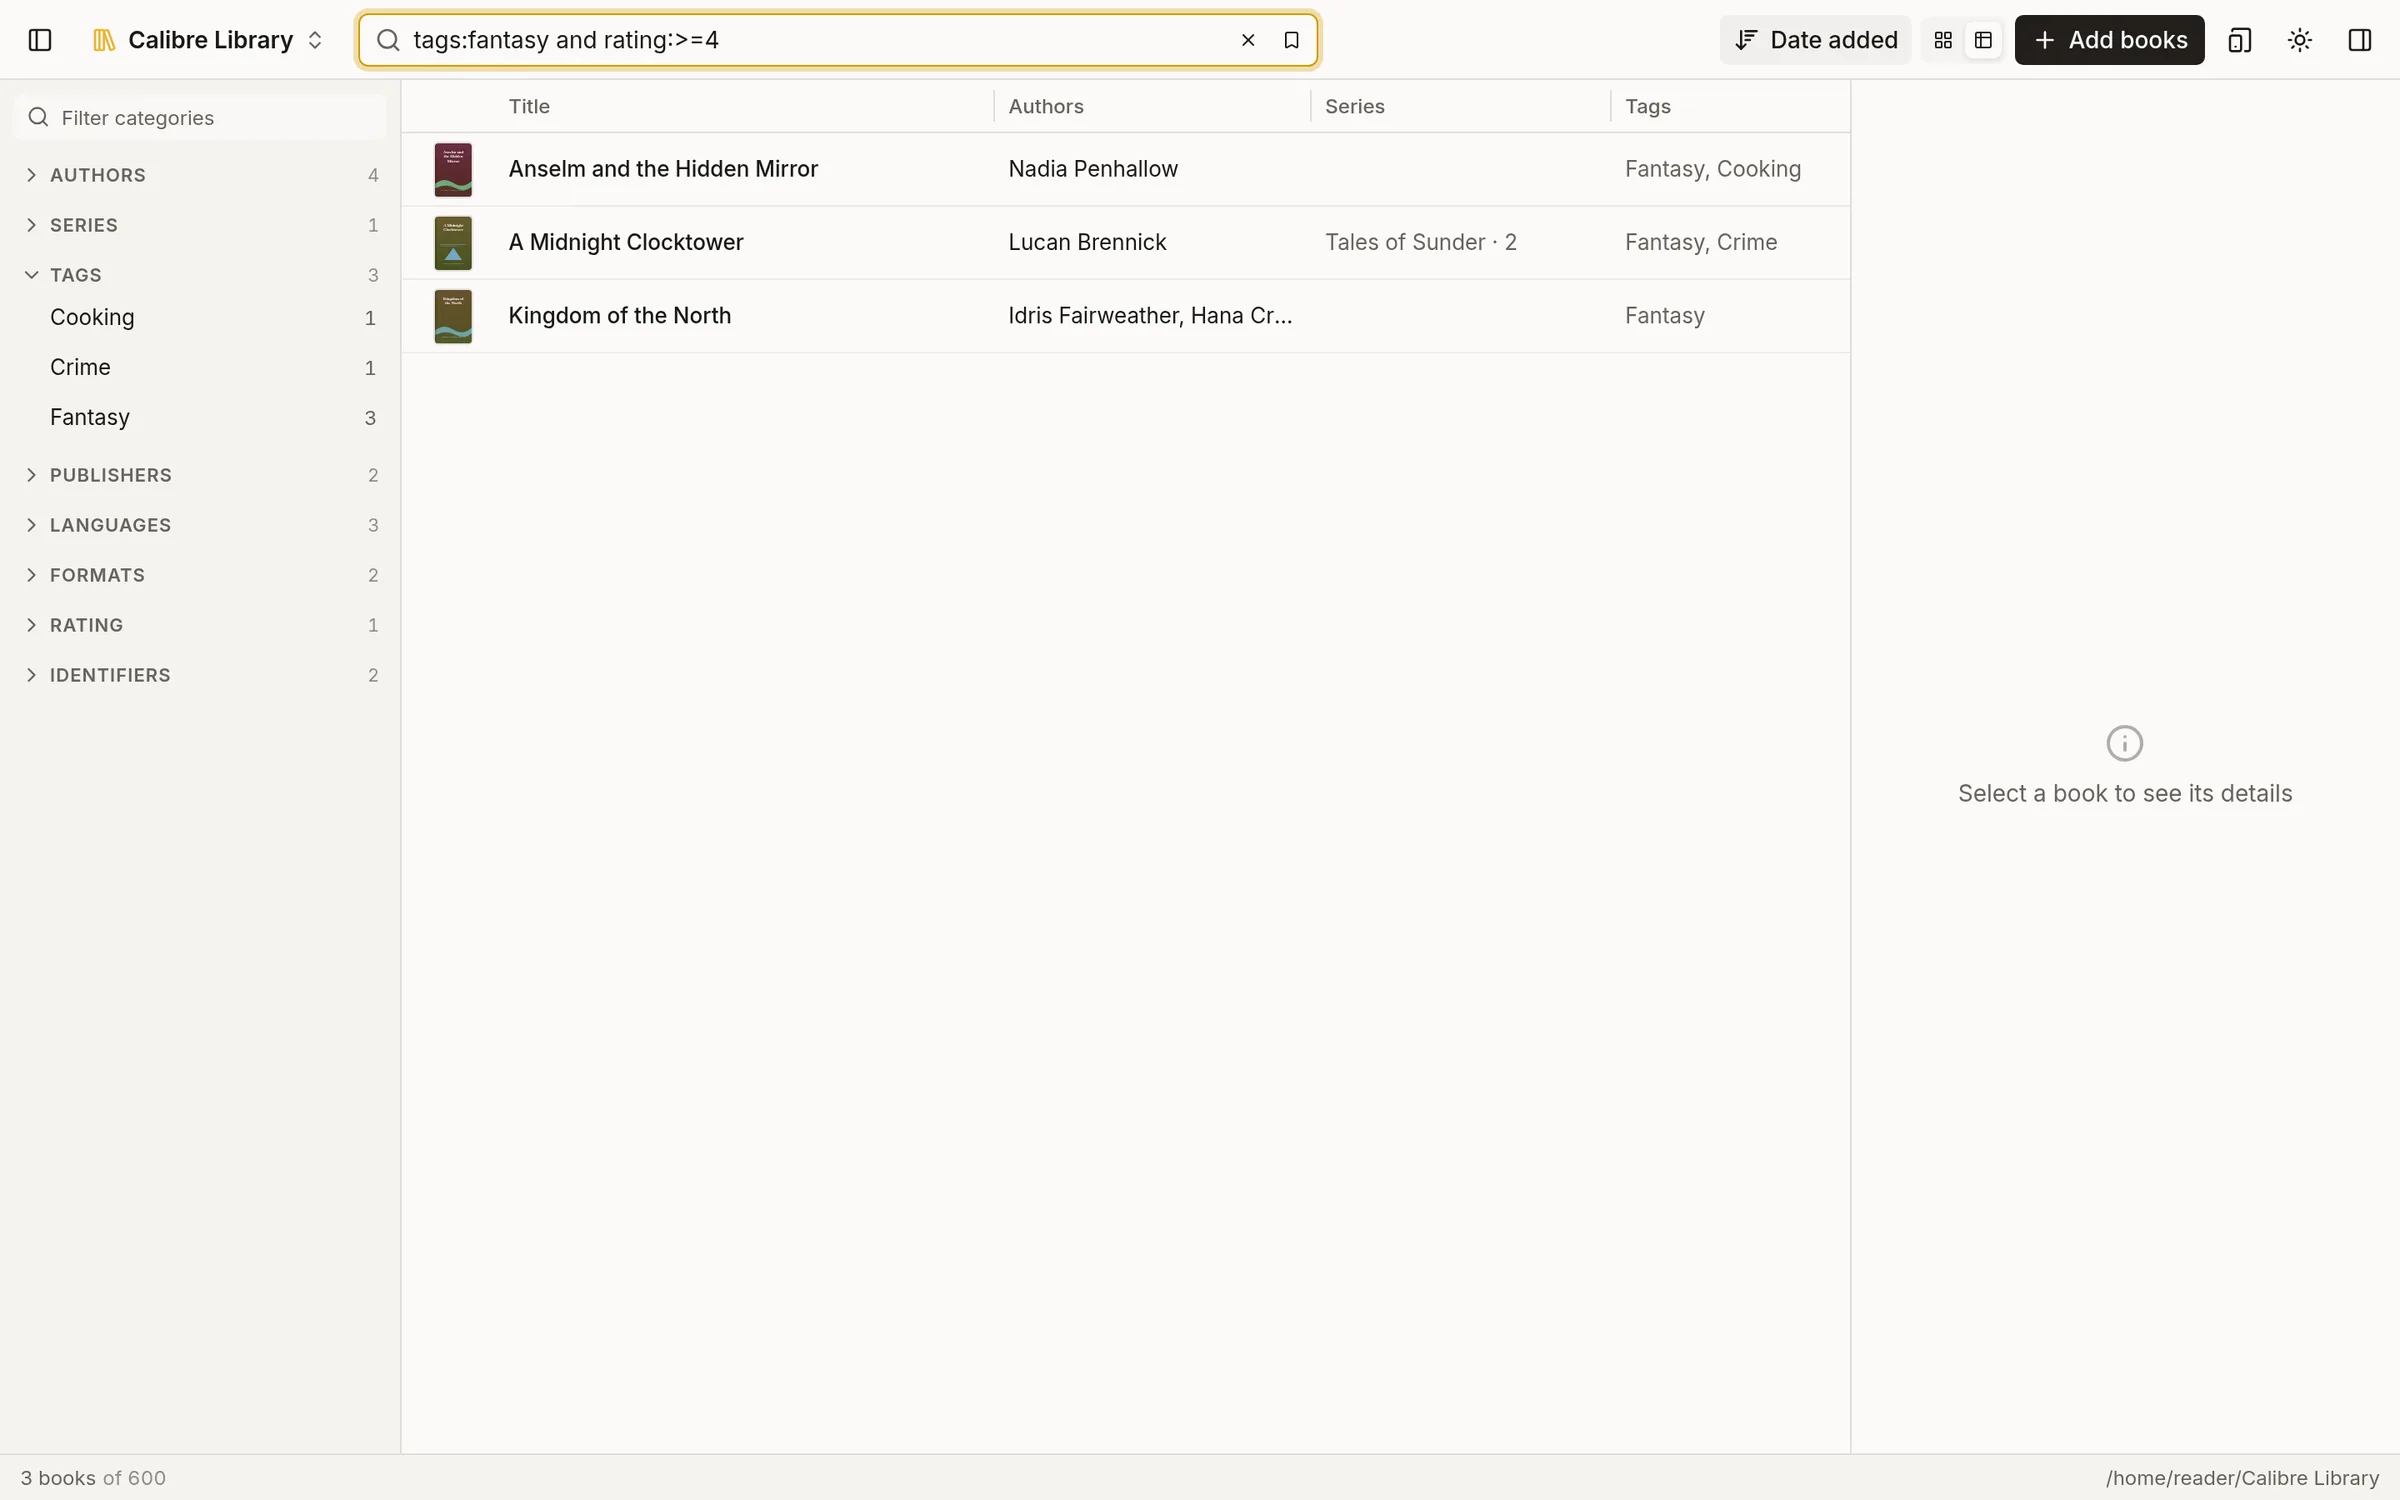 Calibre Library
tags:fantasy and rating:>=4
Date added
Add books
Filter categories
AUTHORS 4
SERIES 1
TAGS 3
Cooking 1
Crime 1
Fantasy 3
PUBLISHERS 2
LANGUAGES 3
FORMATS 2
RATING 1
IDENTIFIERS 2
Title Authors Series Tags
Anselm and the Hidden Mirror Nadia Penhallow Fantasy, Cooking
A Midnight Clocktower Lucan Brennick Tales of Sunder · 2 Fantasy, Crime
Kingdom of the North Idris Fairweather, Hana Cr... Fantasy
Select a book to see its details
3 books of 600
/home/reader/Calibre Library